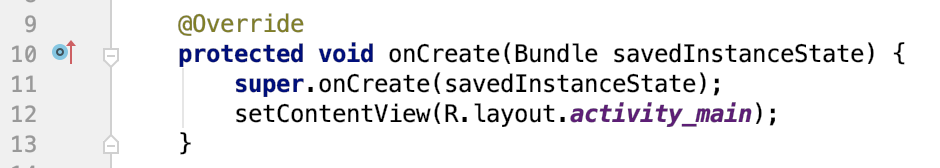 9 @Override
10 protected void onCreate(Bundle savedInstanceState) {
11 super.onCreate(savedInstanceState);
12 setContentView(R.layout.activity_main);
13 }